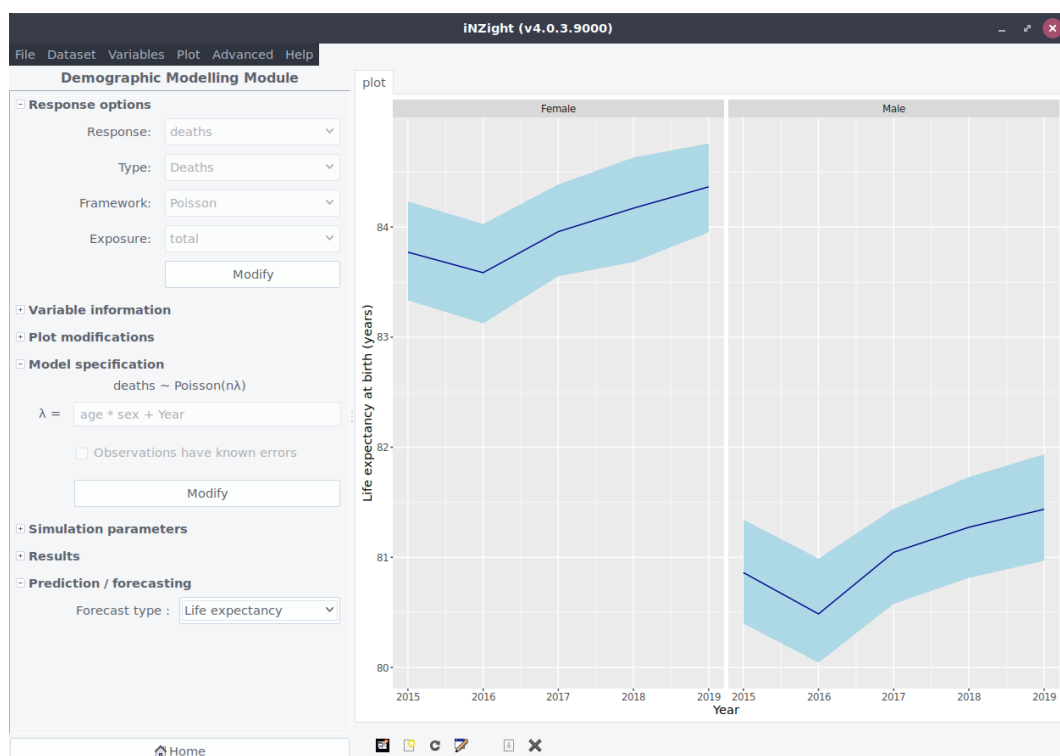 iNZight (v4.0.3.9000)
File Dataset Variables Plot Advanced Help
Demographic Modelling Module
Response options
Response: deaths
Type: Deaths
Framework: Poisson
Exposure: total
Modify
Variable information
Plot modifications
Model specification
deaths ~ Poisson(nλ)
λ = age * sex + Year
Observations have known errors
Modify
Simulation parameters
Results
Prediction / forecasting
Forecast type : Life expectancy
Home
plot
Female Male
Life expectancy at birth (years)
84
83
82
81
80
2015 2016 2017 2018 2019 2015 2016 2017 2018 2019
Year